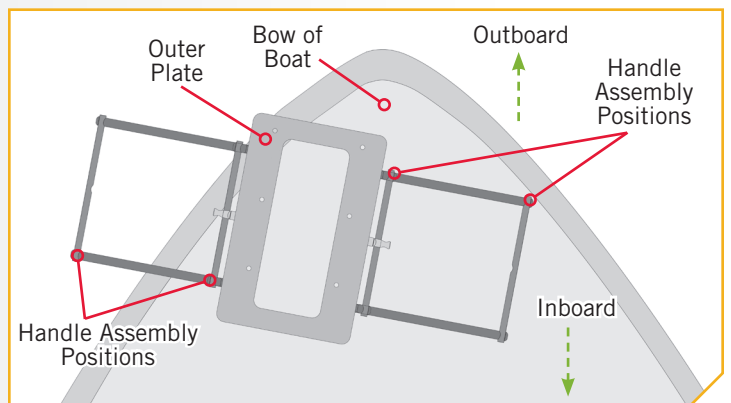 Outer
Plate
Bow of
Boat
Outboard
Handle
Assembly
Positions
Inboard
Handle Assembly
Positions